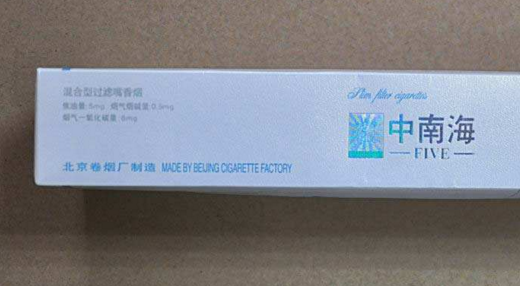 混合型过滤嘴香烟
焦油量:5mg 烟气烟碱量:0.5mg
烟气一氧化碳量:6mg
北京卷烟厂制造 MADE BY BEIJING CIGARETTE FACTORY
Slim filter cigarettes
中南海
FIVE